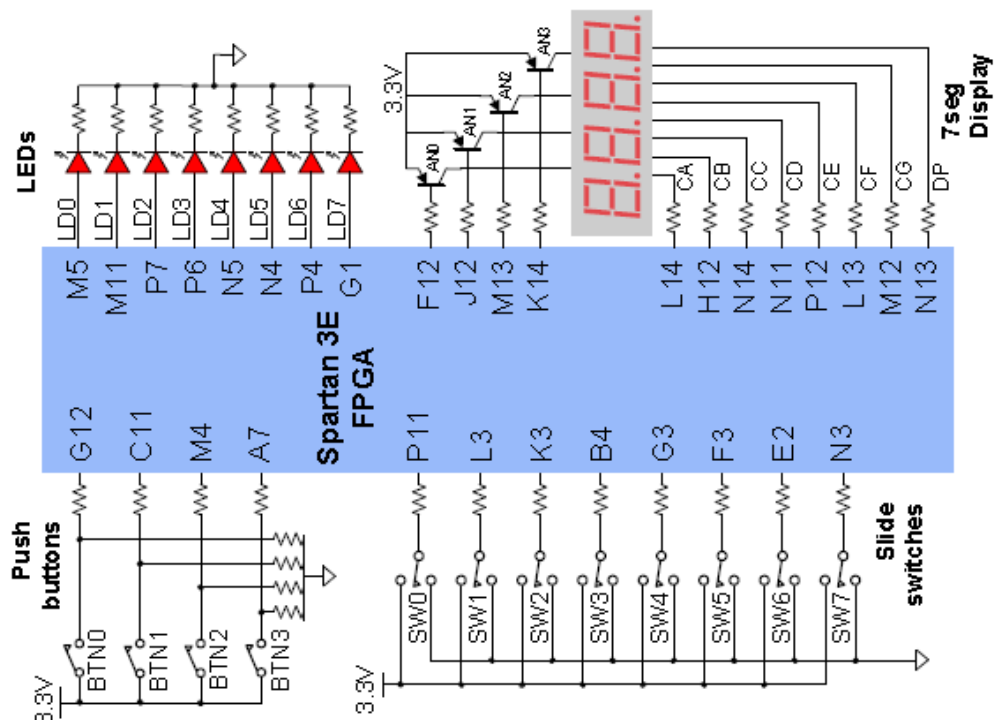 Push
buttons
3.3V
BTN0
BTN1
BTN2
BTN3
G12
C11
M4
A7
Slide
switches
3.3V
SW0
SW1
SW2
SW3
SW4
SW5
SW6
SW7
P11
L3
K3
B4
G3
F3
E2
N3
Spartan 3E
FPGA
M5
M11
P7
P6
N5
N4
P4
G1
LD0
LD1
LD2
LD3
LD4
LD5
LD6
LD7
LEDs
F12
J12
M13
K14
3.3V
AN0
AN1
AN2
AN3
L14
H12
N14
N11
P12
L13
M12
N13
CA
CB
CC
CD
CE
CF
CG
DP
7seg
Display